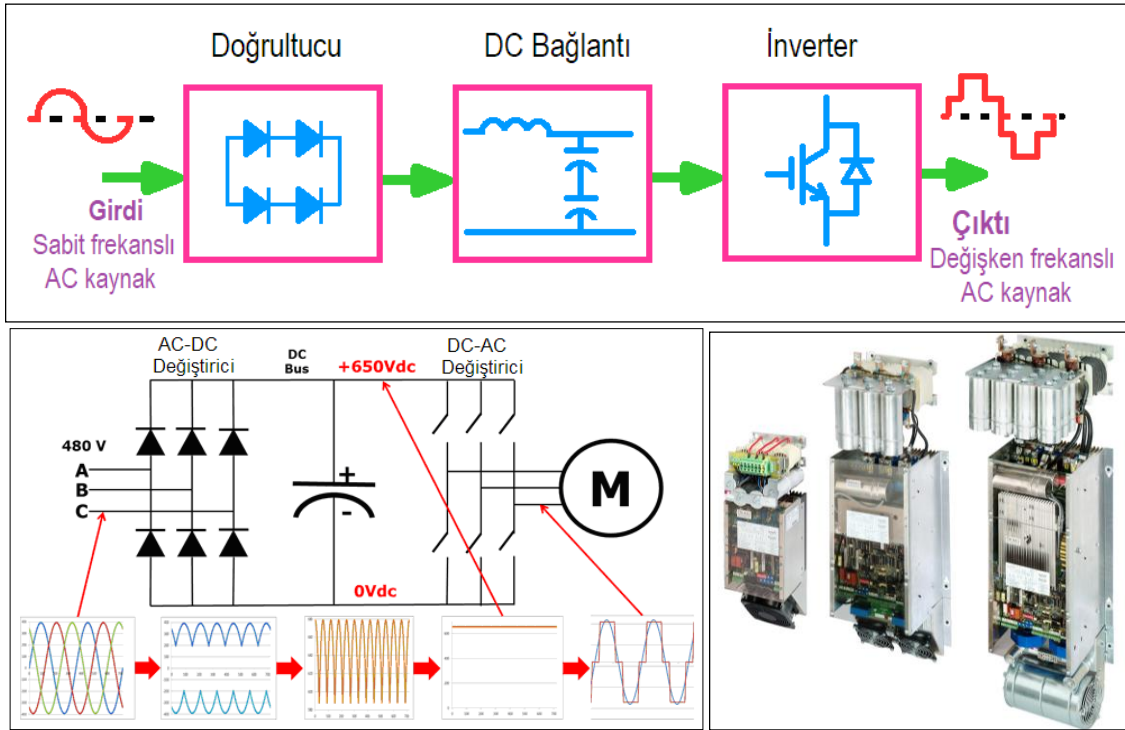 Doğrultucu
DC Bağlantı
İnverter
Girdi
Sabit frekanslı
AC kaynak
Çıktı
Değişken frekanslı
AC kaynak
AC-DC
Değiştirici
DC
Bus
+650Vdc
DC-AC
Değiştirici
480 V
A
B
C
+
-
M
0Vdc